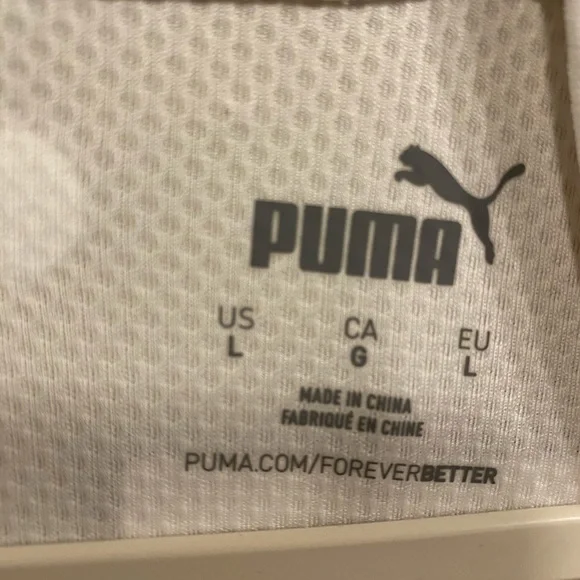 PUMA
US CA EU
L G L
MADE IN CHINA
FABRIQUÉ EN CHINE
PUMA.COM/FOREVERBETTER